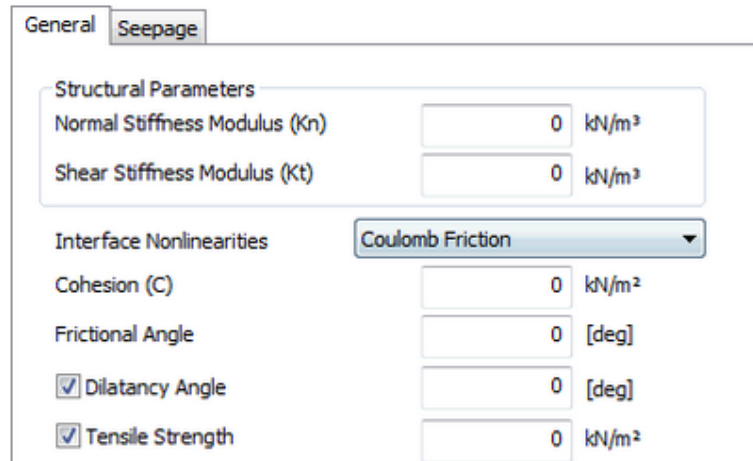 General Seepage
Structural Parameters
Normal Stiffness Modulus (Kn) 0 kN/m³
Shear Stiffness Modulus (Kt) 0 kN/m³
Interface Nonlinearities Coulomb Friction
Cohesion (C) 0 kN/m²
Frictional Angle 0 [deg]
Dilatancy Angle 0 [deg]
Tensile Strength 0 kN/m²